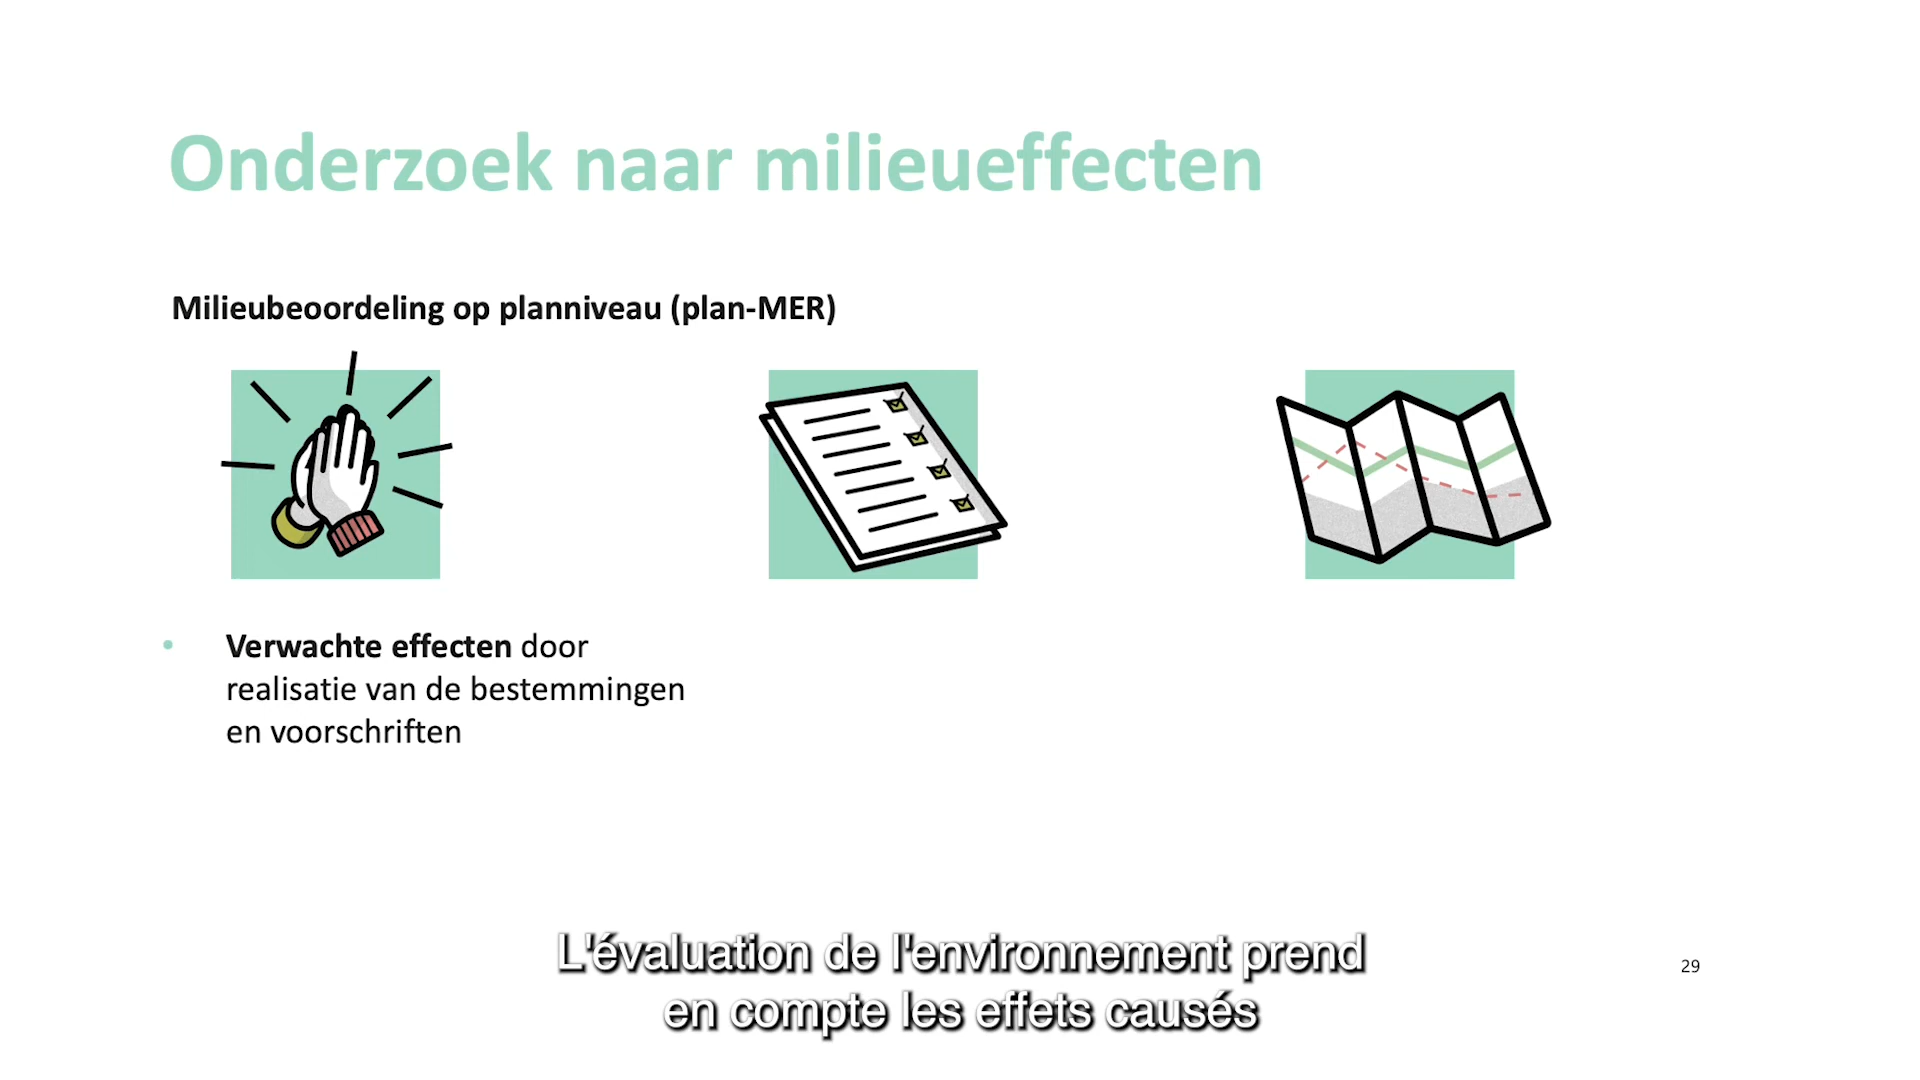 Onderzoek naar milieueffecten
Milieubeoordeling op planniveau (plan-MER)
• Verwachte effecten door
realisatie van de bestemmingen
en voorschriften
L'évaluation de l'environnement prend
en compte les effets causés
29